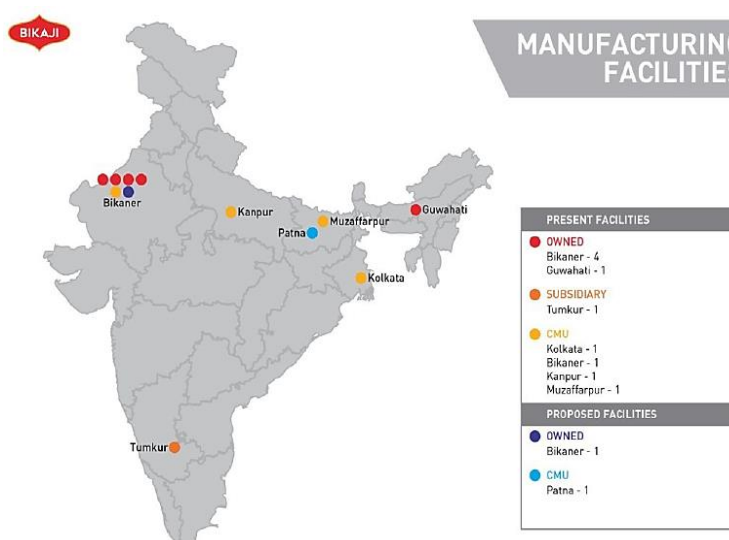 BIKAJI
MANUFACTURING
FACILITIES
Bikaner
Kanpur
Muzaffarpur
Patna
Guwahati
Kolkata
Tumkur
PRESENT FACILITIES
OWNED
Bikaner - 4
Guwahati - 1
SUBSIDIARY
Tumkur - 1
CMU
Kolkata - 1
Bikaner - 1
Kanpur - 1
Muzaffarpur - 1
PROPOSED FACILITIES
OWNED
Bikaner - 1
CMU
Patna - 1